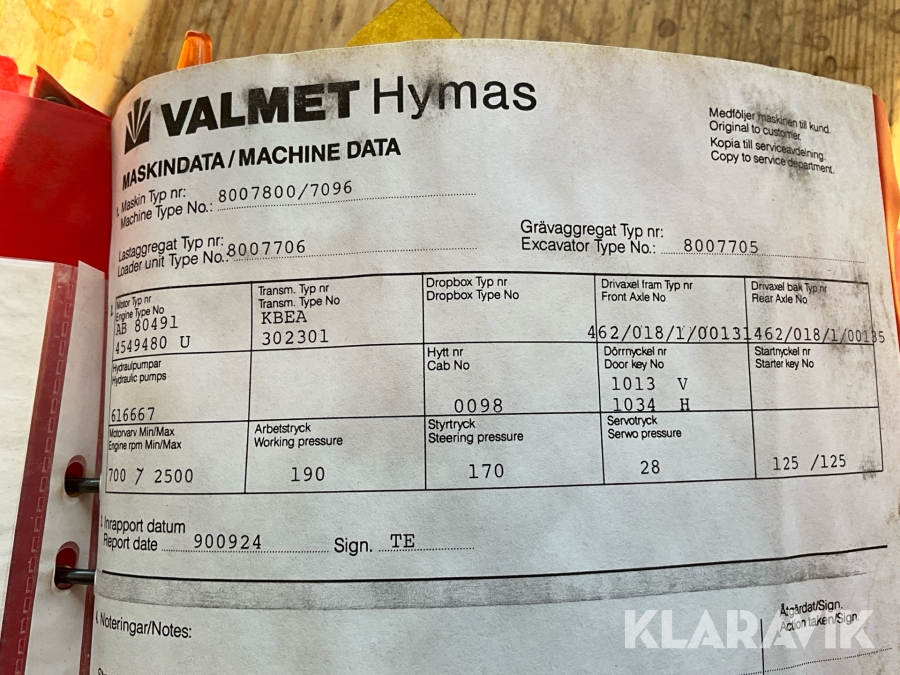 VALMET Hymas
Medföljer maskinen till kund.
Original to customer.
Kopia till serviceavdelning.
Copy to service department.
MASKINDATA / MACHINE DATA
1. Maskin Typ nr:
Machine Type No.: 8007800/7096
Lastaggregat Typ nr:
Loader unit Type No.: 8007706
Grävaggregat Typ nr:
Excavator Type No.: 8007705
2. Motor Typ nr
Engine Type No
AB 80491
4549480 U
Transm. Typ nr
Transm. Type No
KBEA
302301
Dropbox Typ nr
Dropbox Type No
Drivaxel fram Typ nr
Front Axle No
462/018/1/00131
Drivaxel bak Typ nr
Rear Axle No
462/018/1/00135
Hydraulpumpar
Hydraulic pumps
616667
Hytt nr
Cab No
0098
Dörrnyckel nr
Door key No
1013 V
1034 H
Startnyckel nr
Starter key No
Motorvarv Min/Max
Engine rpm Min/Max
700 / 2500
Arbetstryck
Working pressure
190
Styrtryck
Steering pressure
170
Servotryck
Serwo pressure
28
125 /125
3. Inrapport datum
Report date 900924 Sign. TE
4. Noteringar/Notes:
Åtgärdat/Sign.
Action taken/Sign.
KLARAVIK